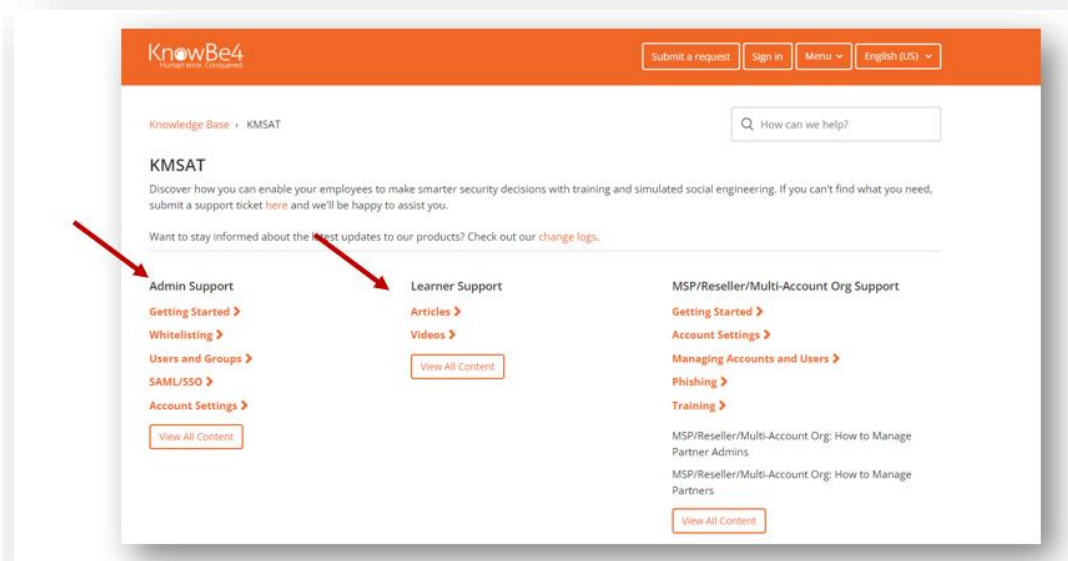 KnowBe4
Human error. Conquered.
Submit a request
Sign in
Menu
English (US)
Knowledge Base › KMSAT
How can we help?
KMSAT
Discover how you can enable your employees to make smarter security decisions with training and simulated social engineering. If you can't find what you need,
submit a support ticket here and we'll be happy to assist you.
Want to stay informed about the latest updates to our products? Check out our change logs.
Admin Support
Getting Started
Whitelisting
Users and Groups
SAML/SSO
Account Settings
View All Content
Learner Support
Articles
Videos
View All Content
MSP/Reseller/Multi-Account Org Support
Getting Started
Account Settings
Managing Accounts and Users
Phishing
Training
MSP/Reseller/Multi-Account Org: How to Manage
Partner Admins
MSP/Reseller/Multi-Account Org: How to Manage
Partners
View All Content